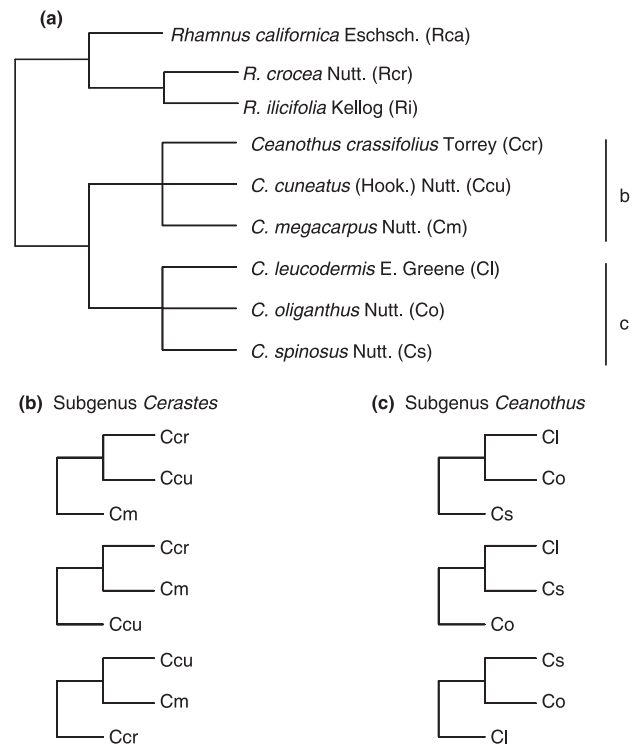 (a)
Rhamnus californica Eschsch. (Rca)
R. crocea Nutt. (Rcr)
R. ilicifolia Kellog (Ri)
Ceanothus crassifolius Torrey (Ccr)
C. cuneatus (Hook.) Nutt. (Ccu)
C. megacarpus Nutt. (Cm)
b
C. leucodermis E. Greene (Cl)
C. oliganthus Nutt. (Co)
C. spinosus Nutt. (Cs)
c
(b) Subgenus Cerastes
Ccr
Ccu
Cm
Ccr
Cm
Ccu
Ccu
Cm
Ccr
(c) Subgenus Ceanothus
Cl
Co
Cs
Cl
Cs
Co
Cs
Co
Cl